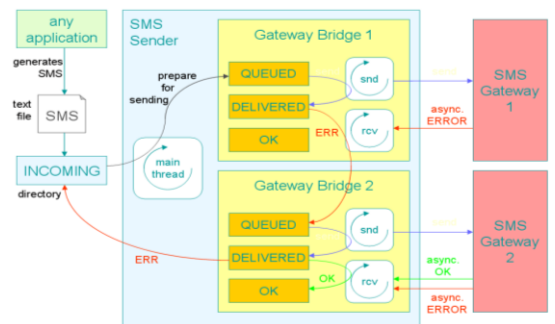 any
application
generates
SMS
text
file
SMS
INCOMING
directory
SMS
Sender
prepare
for
sending
main
thread
Gateway Bridge 1
QUEUED
snd
DELIVERED
ERR
rcv
OK
async.
ERROR
SMS
Gateway
1
Gateway Bridge 2
QUEUED
snd
DELIVERED
ERR
OK
rcv
OK
async.
OK
async.
ERROR
SMS
Gateway
2